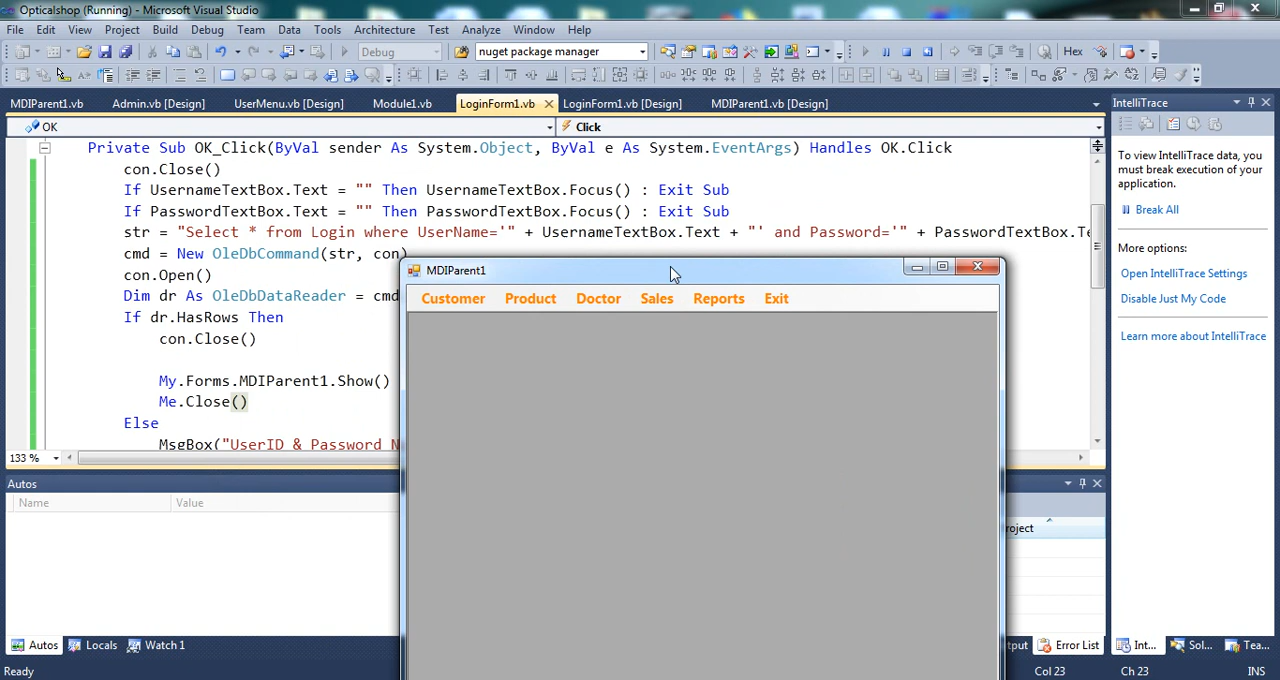 Opticalshop (Running) - Microsoft Visual Studio
File Edit View Project Build Debug Team Data Tools Architecture Test Analyze Window Help
Debug nuget package manager Hex
MDIParent1.vb Admin.vb [Design] UserMenu.vb [Design] Module1.vb LoginForm1.vb LoginForm1.vb [Design] MDIParent1.vb [Design] IntelliTrace
OK Click
Private Sub OK_Click(ByVal sender As System.Object, ByVal e As System.EventArgs) Handles OK.Click
con.Close()
If UsernameTextBox.Text = "" Then UsernameTextBox.Focus() : Exit Sub
If PasswordTextBox.Text = "" Then PasswordTextBox.Focus() : Exit Sub
str = "Select * from Login where UserName='" + UsernameTextBox.Text + "' and Password='" + PasswordTextBox.Te
cmd = New OleDbCommand(str, con)
con.Open()
Dim dr As OleDbDataReader = cmd
If dr.HasRows Then
con.Close()
My.Forms.MDIParent1.Show()
Me.Close()
Else
MsgBox("UserID & Password N
133 %
MDIParent1
Customer Product Doctor Sales Reports Exit
To view IntelliTrace data, you
must break execution of your
application.
Break All
More options:
Open IntelliTrace Settings
Disable Just My Code
Learn more about IntelliTrace
Autos
Name Value
roject
Autos Locals Watch 1
tput Error List Int... Sol... Tea...
Ready Col 23 Ch 23 INS